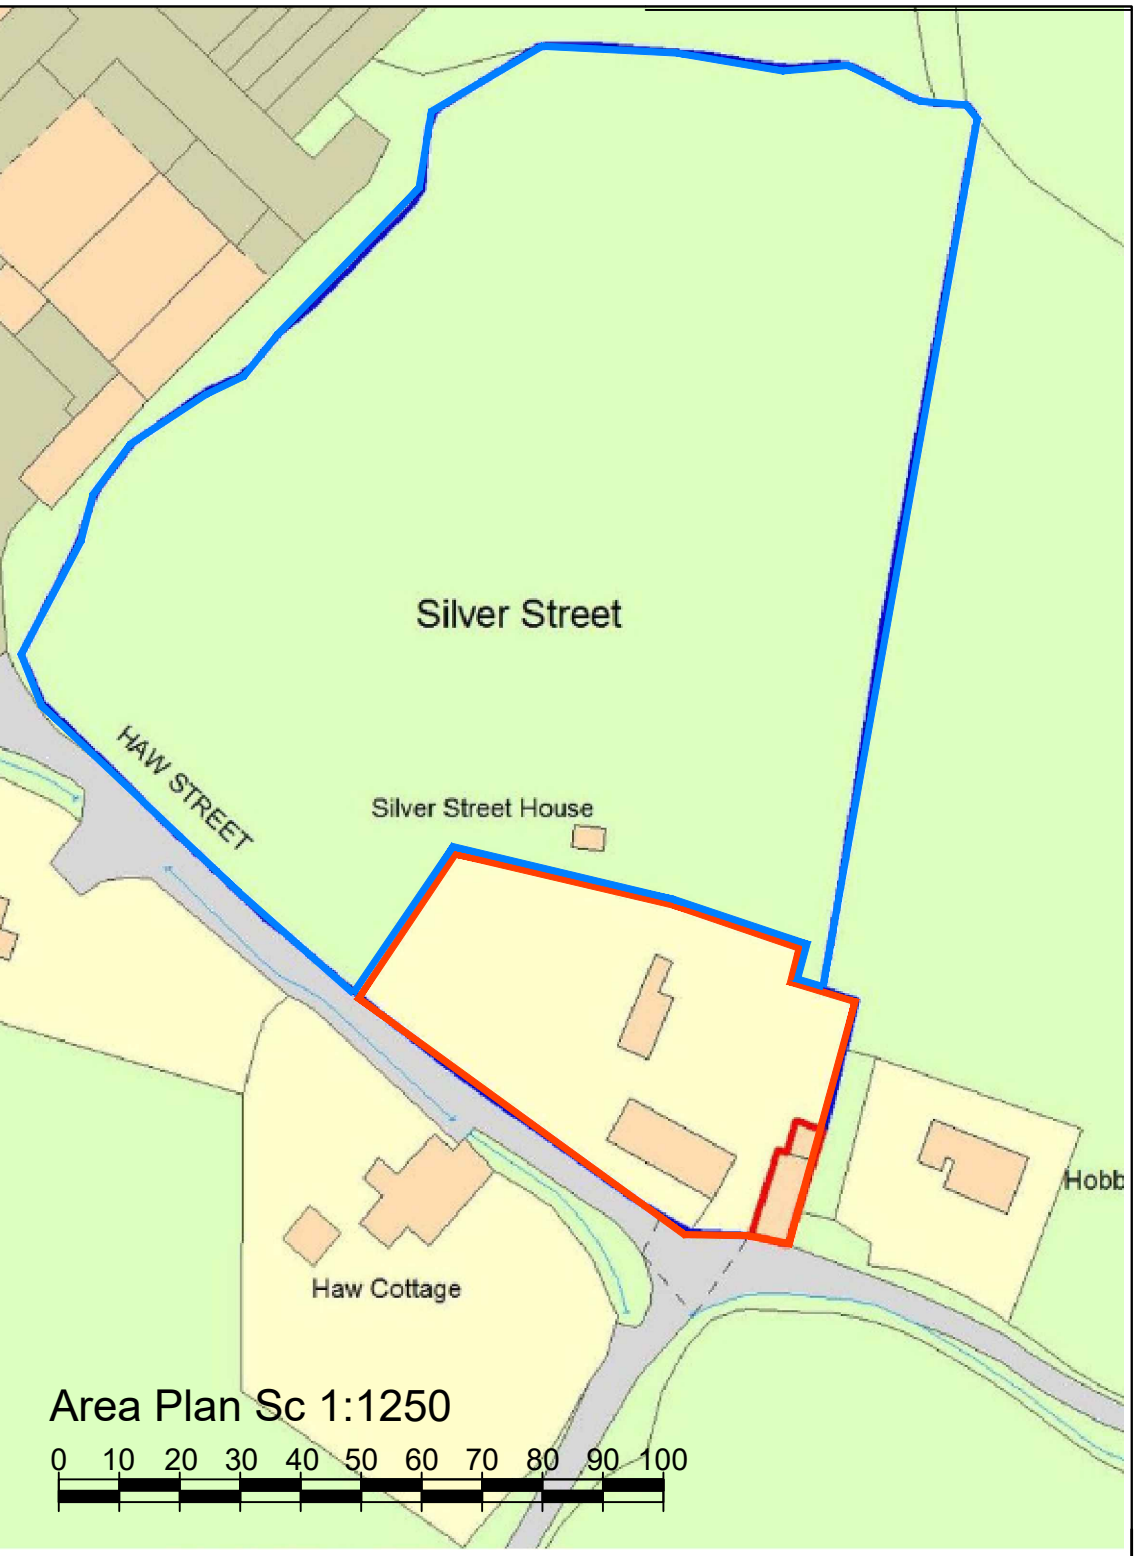 Silver Street
HAW STREET
Silver Street House
Hobb
Haw Cottage
Area Plan Sc 1:1250
0 10 20 30 40 50 60 70 80 90 100